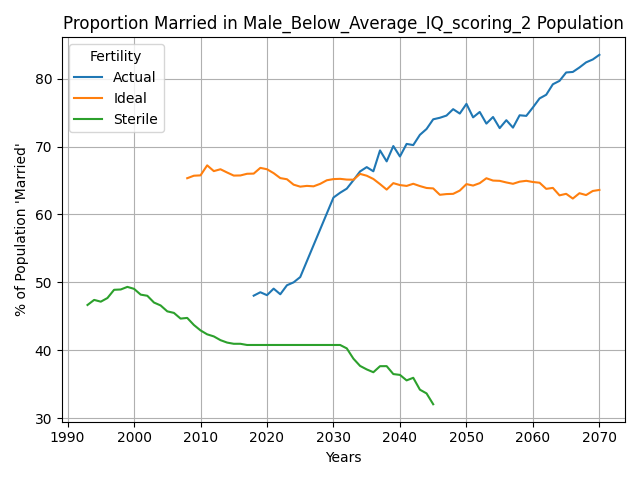 Proportion Married in Male_Below_Average_IQ_scoring_2 Population
Fertility
Actual
Ideal
Sterile
% of Population 'Married'
80
70
60
50
40
30
1990 2000 2010 2020 2030 2040 2050 2060 2070
Years